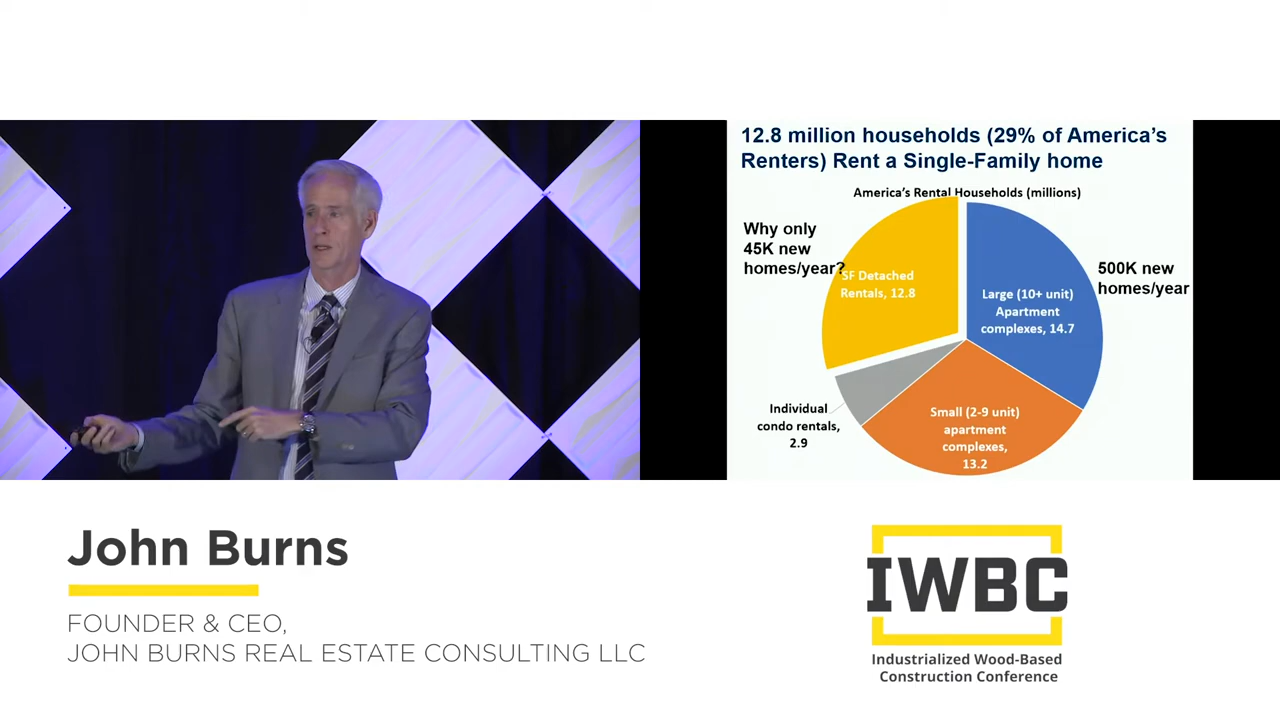 12.8 million households (29% of America's
Renters) Rent a Single-Family home
America's Rental Households (millions)
Why only
45K new
homes/year?
SF Detached
Rentals, 12.8
500K new
homes/year
Large (10+ unit)
Apartment
complexes, 14.7
Individual
condo rentals,
2.9
Small (2-9 unit)
apartment
complexes,
13.2
John Burns
FOUNDER & CEO,
JOHN BURNS REAL ESTATE CONSULTING LLC
IWBC
Industrialized Wood-Based
Construction Conference